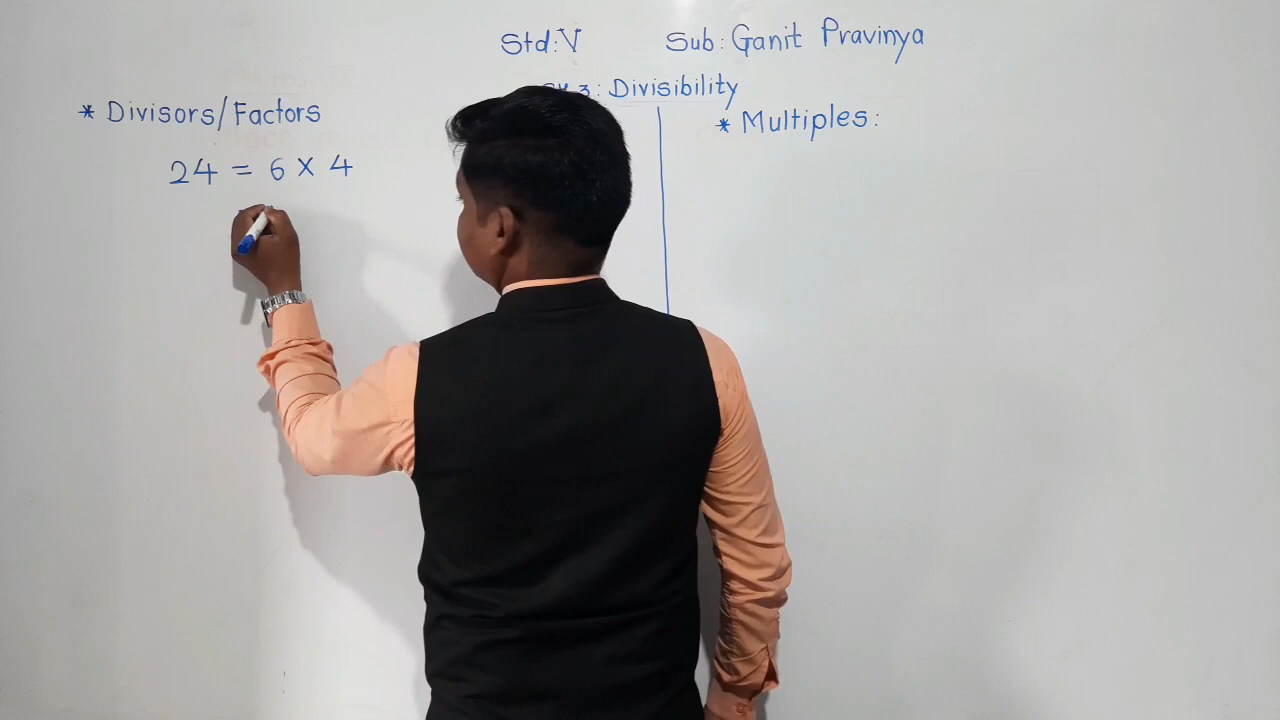 Std: V Sub: Ganit Pravinya
3: Divisibility
* Divisors/Factors
24 = 6 X 4
* Multiples: